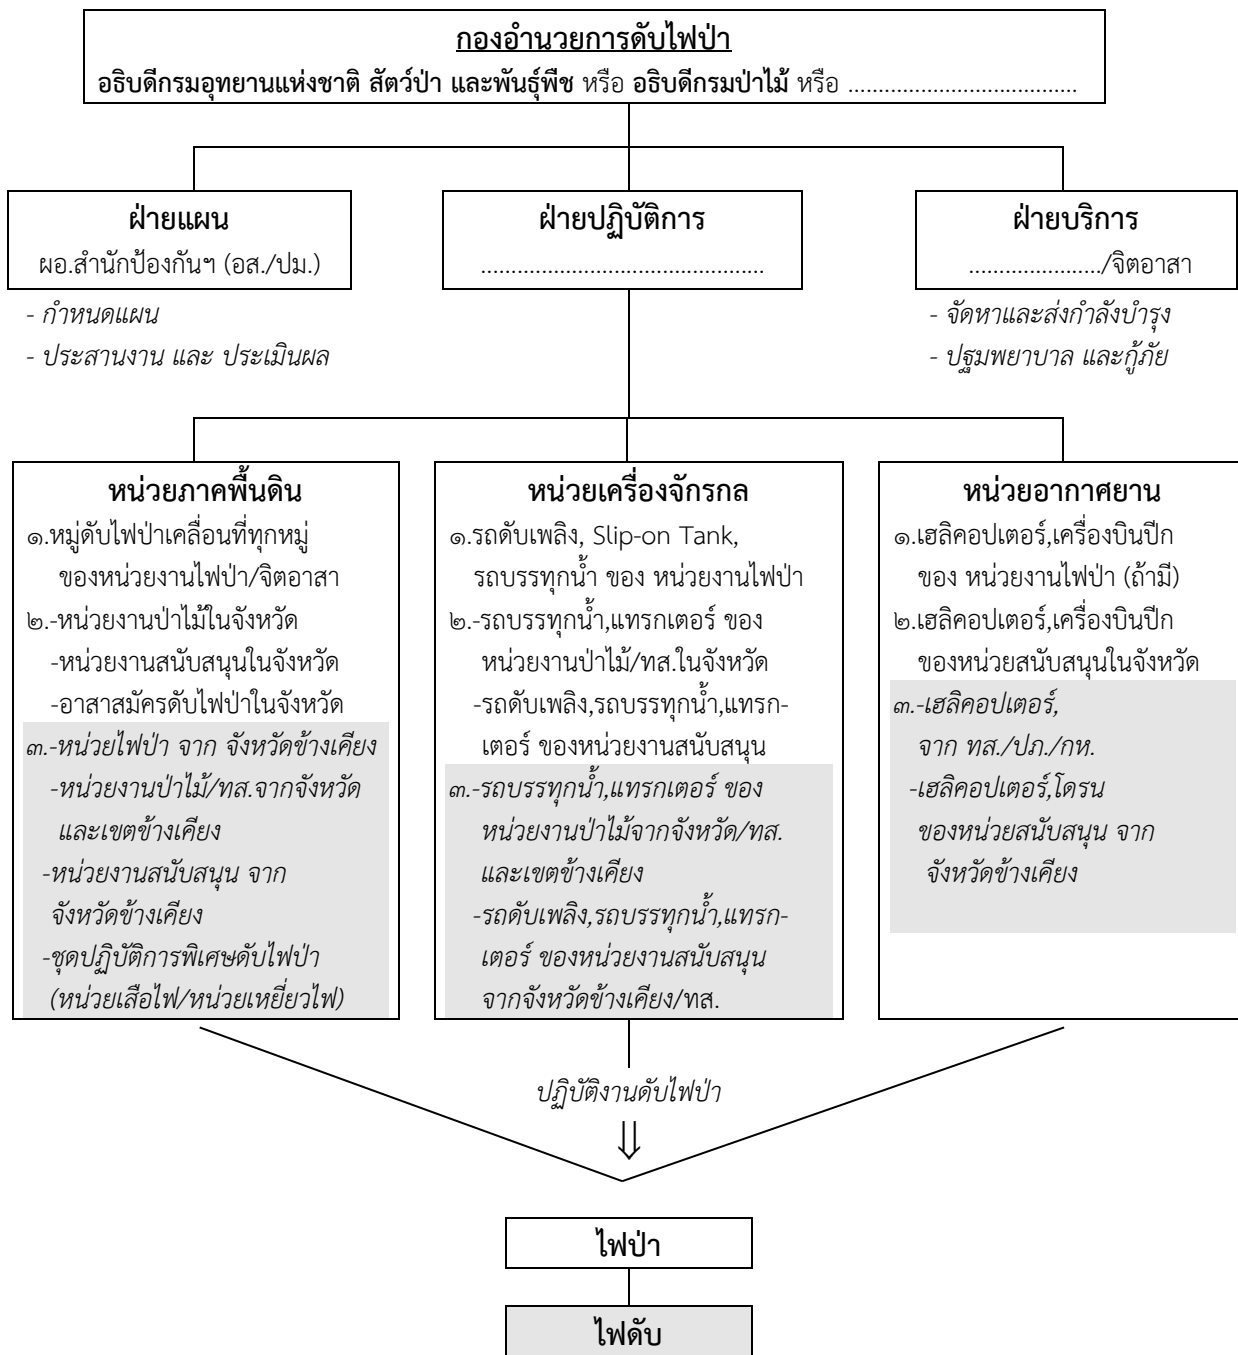 กองอำนวยการดับไฟป่า
อธิบดีกรมอุทยานแห่งชาติ สัตว์ป่า และพันธุ์พืช หรือ อธิบดีกรมป่าไม้ หรือ ......................................
ฝ่ายแผน
ผอ.สำนักป้องกันฯ (อส./ปม.)
- กำหนดแผน
- ประสานงาน และ ประเมินผล
ฝ่ายปฏิบัติการ
...............................................
ฝ่ายบริการ
......................./จิตอาสา
- จัดหาและส่งกำลังบำรุง
- ปฐมพยาบาล และกู้ภัย
หน่วยภาคพื้นดิน
๑.หมู่ดับไฟป่าเคลื่อนที่ทุกหมู่
ของหน่วยงานไฟป่า/จิตอาสา
๒.-หน่วยงานป่าไม้ในจังหวัด
-หน่วยงานสนับสนุนในจังหวัด
-อาสาสมัครดับไฟป่าในจังหวัด
๓.-หน่วยไฟป่า จาก จังหวัดข้างเคียง
-หน่วยงานป่าไม้/ทส.จากจังหวัด
และเขตข้างเคียง
-หน่วยงานสนับสนุน จาก
จังหวัดข้างเคียง
-ชุดปฏิบัติการพิเศษดับไฟป่า
(หน่วยเสือไฟ/หน่วยเหยี่ยวไฟ)
หน่วยเครื่องจักรกล
๑.รถดับเพลิง, Slip-on Tank,
รถบรรทุกน้ำ ของ หน่วยงานไฟป่า
๒.-รถบรรทุกน้ำ,แทรกเตอร์ ของ
หน่วยงานป่าไม้/ทส.ในจังหวัด
-รถดับเพลิง,รถบรรทุกน้ำ,แทรก-
เตอร์ ของหน่วยงานสนับสนุน
๓.-รถบรรทุกน้ำ,แทรกเตอร์ ของ
หน่วยงานป่าไม้จากจังหวัด/ทส.
และเขตข้างเคียง
-รถดับเพลิง,รถบรรทุกน้ำ,แทรก-
เตอร์ ของหน่วยงานสนับสนุน
จากจังหวัดข้างเคียง/ทส.
หน่วยอากาศยาน
๑.เฮลิคอปเตอร์,เครื่องบินปีก
ของ หน่วยงานไฟป่า (ถ้ามี)
๒.เฮลิคอปเตอร์,เครื่องบินปีก
ของหน่วยสนับสนุนในจังหวัด
๓.-เฮลิคอปเตอร์,
จาก ทส./ปภ./กห.
-เฮลิคอปเตอร์,โดรน
ของหน่วยสนับสนุน จาก
จังหวัดข้างเคียง
ปฏิบัติงานดับไฟป่า
ไฟป่า
ไฟดับ